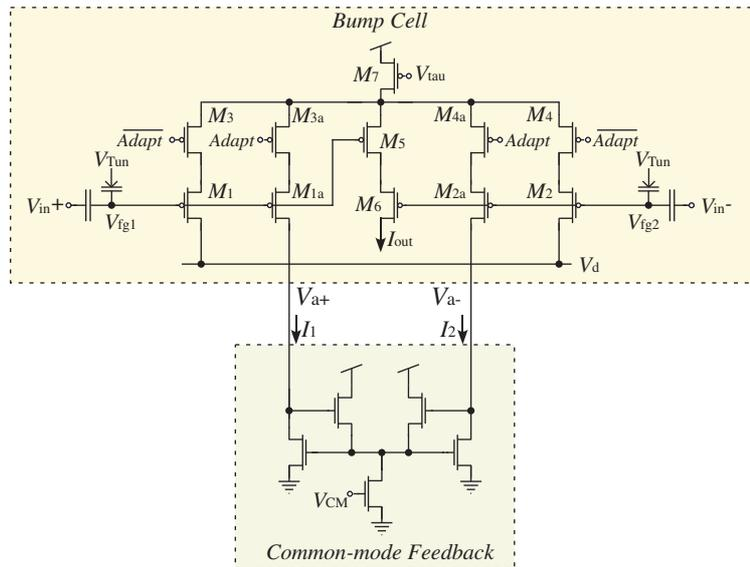 Bump Cell
M7
Vtau
M3
M3a
M4a
M4
Adapt
Adapt
M5
Adapt
Adapt
VTun
VTun
M1
M1a
M6
M2a
M2
Vin+
Vfg1
Vfg2
Vin-
Iout
Vd
Va+
Va-
I1
I2
VCM
Common-mode Feedback